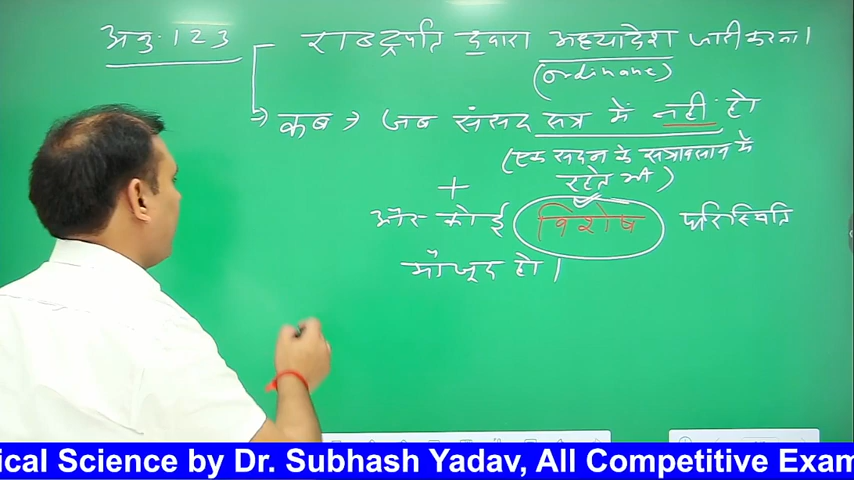 अनु. 123
राष्ट्रपति द्वारा अध्यादेश जारी करना।
(ordinance)
कब → जब संसद सत्र में नहीं हो
(एक सदन के सत्रावसान में
रहते भी)
+
और कोई विशेष परिस्थिति
मौजूद हो।
ical Science by Dr. Subhash Yadav, All Competitive Exam